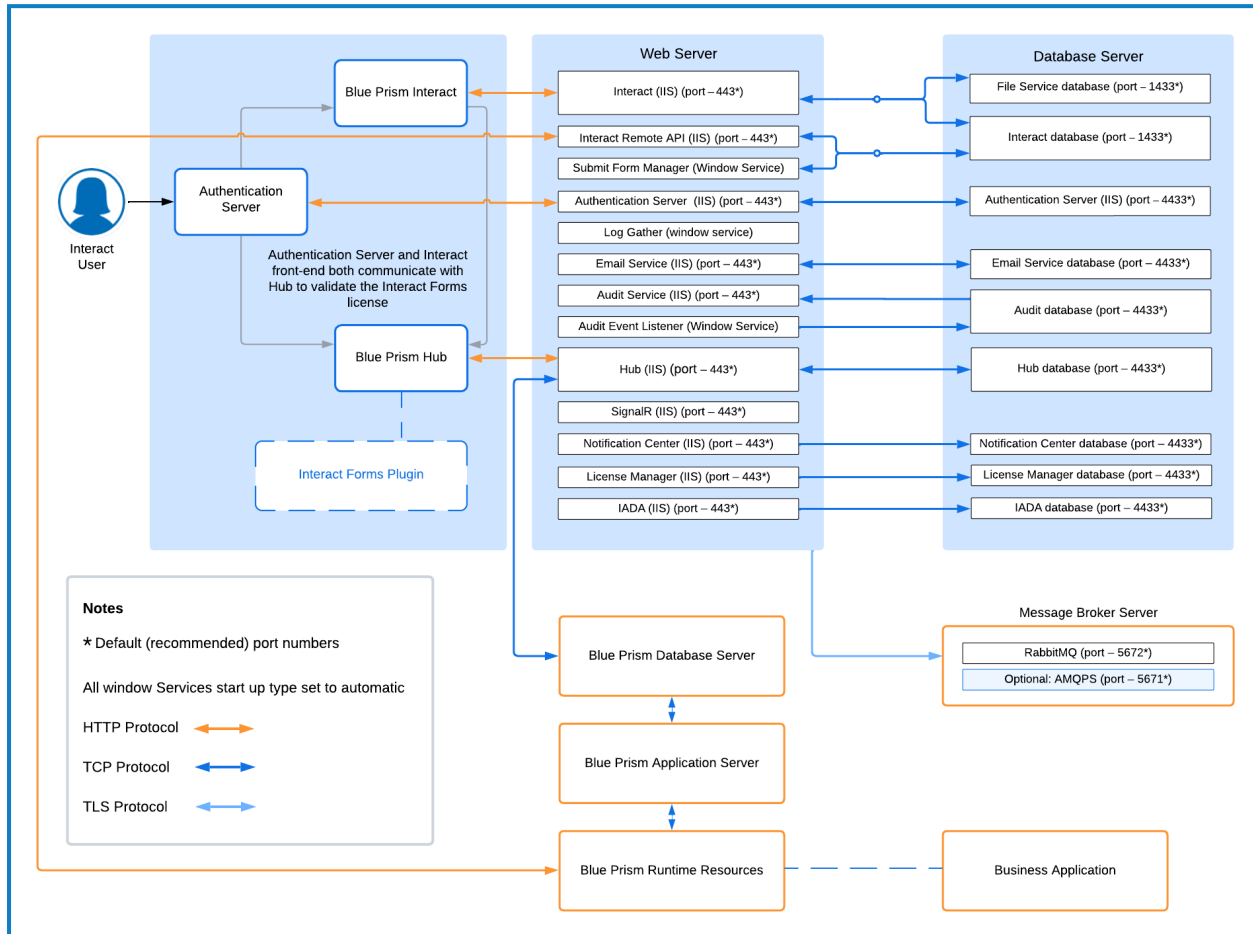 Blue Prism Interact
Interact
User
Authentication
Server
Authentication Server and Interact
front-end both communicate with
Hub to validate the Interact Forms
license
Blue Prism Hub
Interact Forms Plugin
Web Server
Interact (IIS) (port – 443*)
Interact Remote API (IIS) (port – 443*)
Submit Form Manager (Window Service)
Authentication Server (IIS) (port – 443*)
Log Gather (window service)
Email Service (IIS) (port – 443*)
Audit Service (IIS) (port – 443*)
Audit Event Listener (Window Service)
Hub (IIS) (port – 443*)
SignalR (IIS) (port – 443*)
Notification Center (IIS) (port – 443*)
License Manager (IIS) (port – 443*)
IADA (IIS) (port – 443*)
Database Server
File Service database (port – 1433*)
Interact database (port – 1433*)
Authentication Server (IIS) (port – 4433*)
Email Service database (port – 4433*)
Audit database (port – 4433*)
Hub database (port – 4433*)
Notification Center database (port – 4433*)
License Manager database (port – 4433*)
IADA database (port – 4433*)
Notes
* Default (recommended) port numbers
All window Services start up type set to automatic
HTTP Protocol
TCP Protocol
TLS Protocol
Blue Prism Database Server
Blue Prism Application Server
Blue Prism Runtime Resources
Message Broker Server
RabbitMQ (port – 5672*)
Optional: AMQPS (port – 5671*)
Business Application